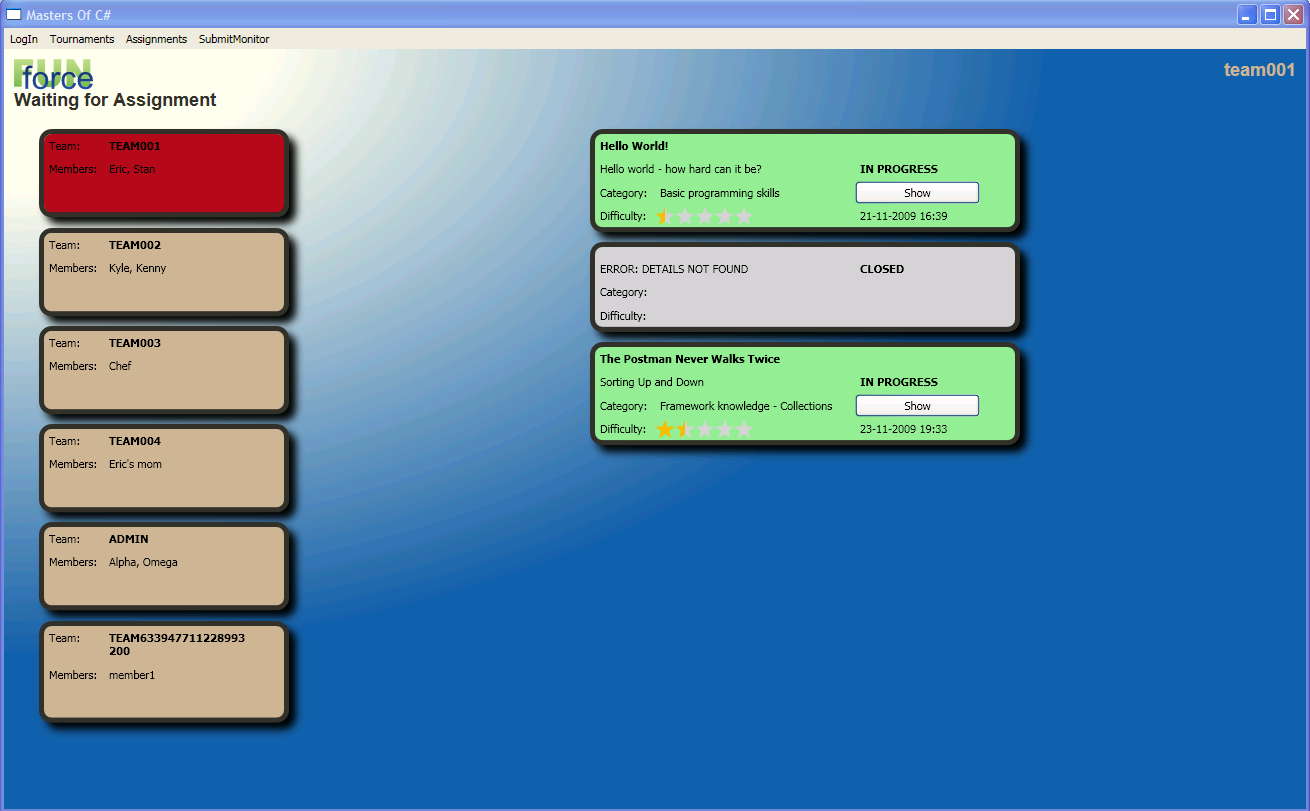 Masters Of C#
LogIn Tournaments Assignments SubmitMonitor
FUN
force
team001
Waiting for Assignment
Team: TEAM001
Members: Eric, Stan
Team: TEAM002
Members: Kyle, Kenny
Team: TEAM003
Members: Chef
Team: TEAM004
Members: Eric's mom
Team: ADMIN
Members: Alpha, Omega
Team: TEAM633947711228993
200
Members: member1
Hello World!
Hello world - how hard can it be? IN PROGRESS
Category: Basic programming skills Show
Difficulty: 21-11-2009 16:39
ERROR: DETAILS NOT FOUND CLOSED
Category:
Difficulty:
The Postman Never Walks Twice
Sorting Up and Down IN PROGRESS
Category: Framework knowledge - Collections Show
Difficulty: 23-11-2009 19:33